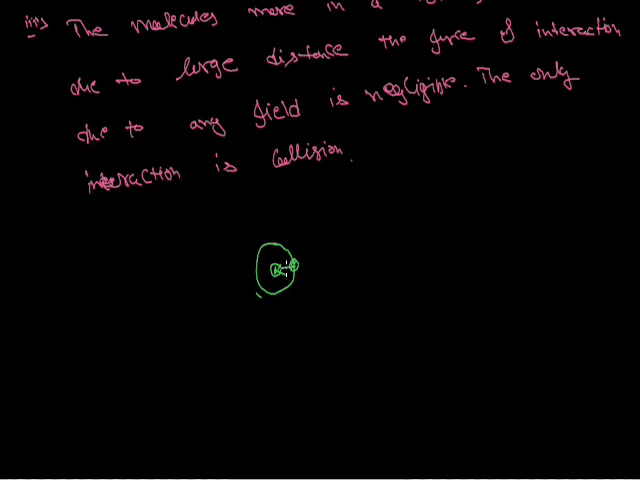 iii> The molecules move in a
due to large distance the force of interaction
due to any field is negligible. The only
interaction is collision.